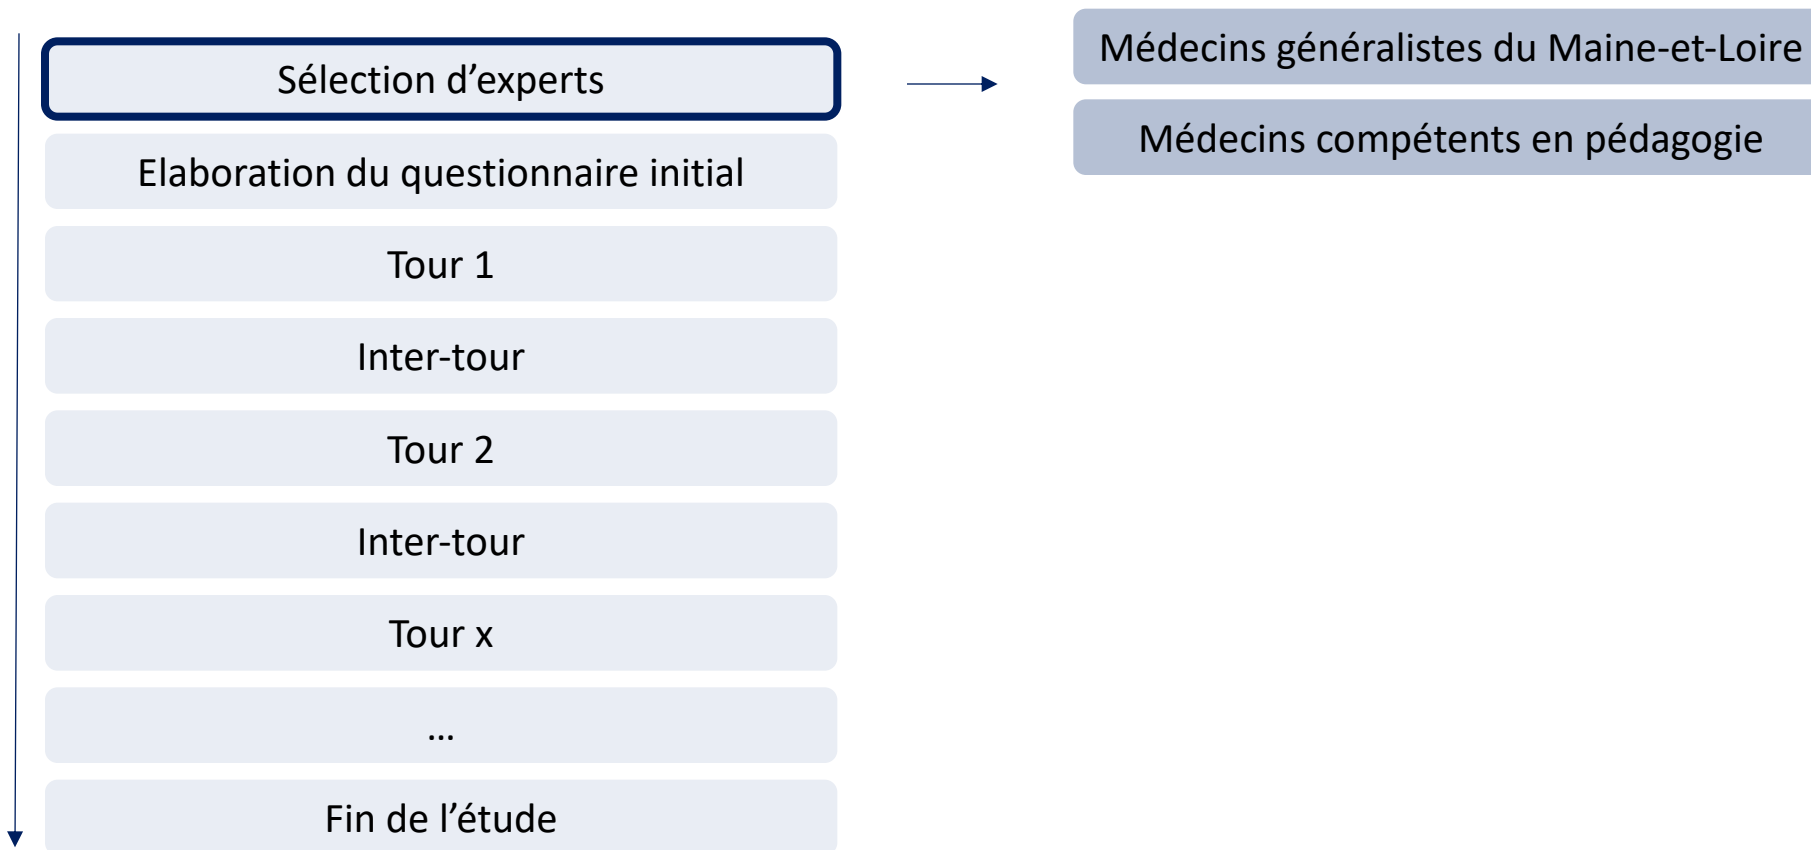 Sélection d’experts
Elaboration du questionnaire initial
Tour 1
Inter-tour
Tour 2
Inter-tour
Tour x
...
Fin de l’étude
Médecins généralistes du Maine-et-Loire
Médecins compétents en pédagogie